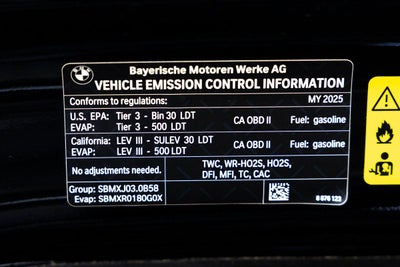 BMW
Bayerische Motoren Werke AG
VEHICLE EMISSION CONTROL INFORMATION
Conforms to regulations: MY 2025
U.S. EPA: Tier 3 - Bin 30 LDT CA OBD II Fuel: gasoline
EVAP: Tier 3 - 500 LDT
California: LEV III - SULEV 30 LDT CA OBD II Fuel: gasoline
EVAP: LEV III - 500 LDT
No adjustments needed. TWC, WR-HO2S, HO2S,
DFI, MFI, TC, CAC
Group: SBMXJ03.0B58
Evap: SBMXR0180G0X 8 876 123